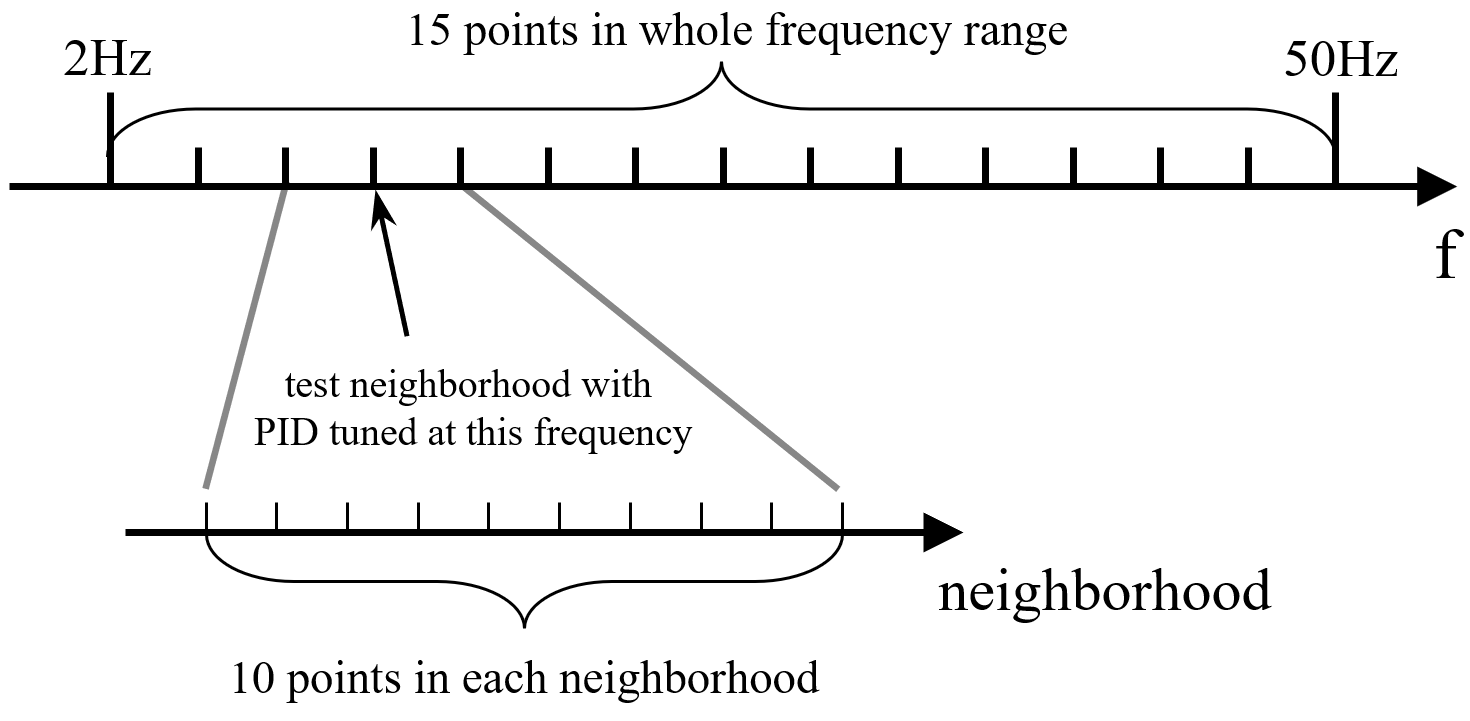 15 points in whole frequency range
2Hz
50Hz
f
test neighborhood with
PID tuned at this frequency
neighborhood
10 points in each neighborhood